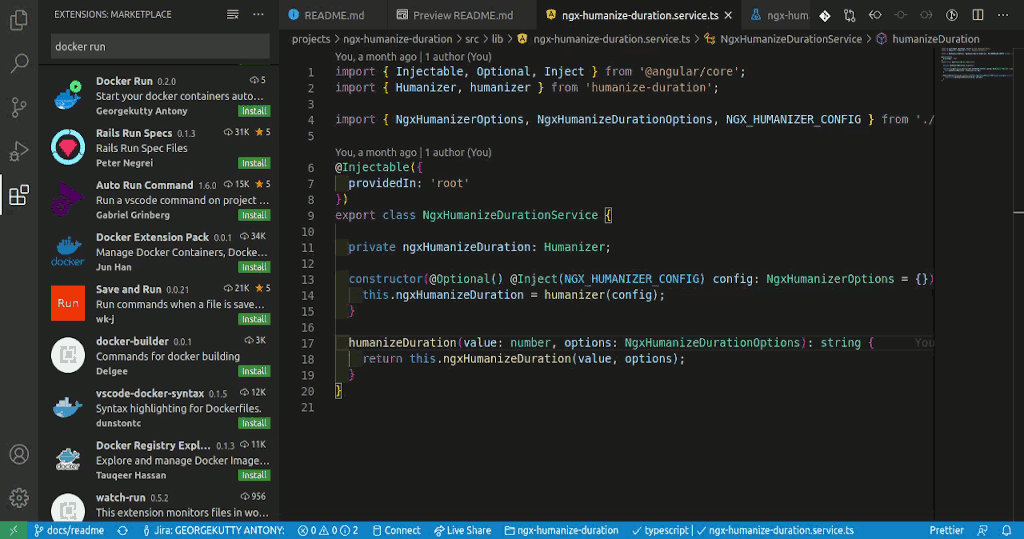 EXTENSIONS: MARKETPLACE
docker run
Docker Run 0.2.0 5
Start your docker containers auto...
Georgekutty Antony Install
Rails Run Specs 0.1.3 31K ★ 5
Rails Run Spec Files
Peter Negrei Install
Auto Run Command 1.6.0 15K ★ 5
Run a vscode command on project ...
Gabriel Grinberg Install
Docker Extension Pack 0.0.1 34K
Manage Docker Containers, Docke...
Jun Han Install
docker
Save and Run 0.0.21 21K ★ 5
Run commands when a file is save...
wk-j Install
Run
docker-builder 0.0.1 3K
Commands for docker building
Delgee Install
vscode-docker-syntax 0.1.5 12K
Syntax highlighting for Dockerfiles.
dunstontc Install
Docker Registry Expl... 0.1.3 11K
Explore and manage Docker Image...
Tauqeer Hassan Install
docker
watch-run 0.5.2 956
This extension monitors files in wo...
README.md Preview README.md ngx-humanize-duration.service.ts ngx-hum
projects > ngx-humanize-duration > src > lib > ngx-humanize-duration.service.ts > NgxHumanizeDurationService > humanizeDuration
You, a month ago | 1 author (You)
1 import { Injectable, Optional, Inject } from '@angular/core';
2 import { Humanizer, humanizer } from 'humanize-duration';
3
4 import { NgxHumanizerOptions, NgxHumanizeDurationOptions, NGX_HUMANIZER_CONFIG } from './
5
You, a month ago | 1 author (You)
6 @Injectable({
7 providedIn: 'root'
8 })
9 export class NgxHumanizeDurationService {
10
11 private ngxHumanizeDuration: Humanizer;
12
13 constructor(@Optional() @Inject(NGX_HUMANIZER_CONFIG) config: NgxHumanizerOptions = {})
14 this.ngxHumanizeDuration = humanizer(config);
15 }
16
17 humanizeDuration(value: number, options: NgxHumanizeDurationOptions): string { You
18 return this.ngxHumanizeDuration(value, options);
19 }
20 }
21
docs/readme Jira: GEORGEKUTTY ANTONY: 0 0 2 Connect Live Share ngx-humanize-duration typescript | ngx-humanize-duration.service.ts Prettier